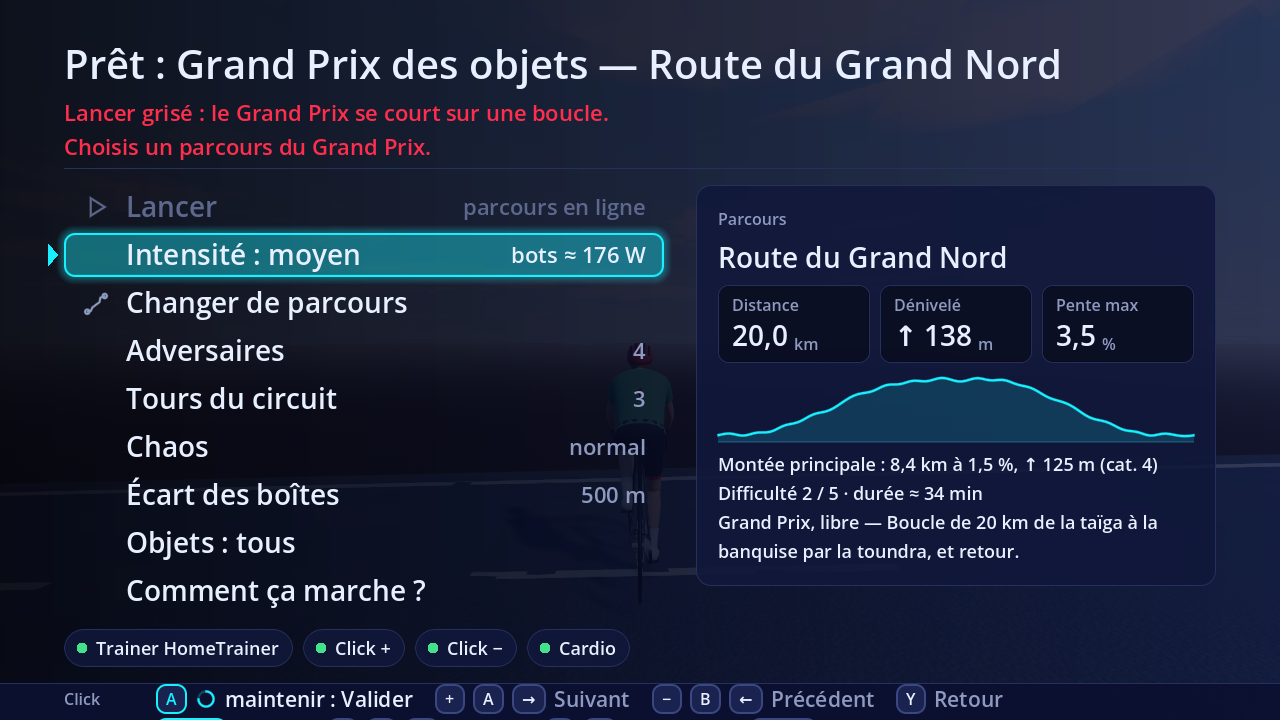 Prêt : Grand Prix des objets — Route du Grand Nord
Lancer grisé : le Grand Prix se court sur une boucle.
Choisis un parcours du Grand Prix.
Lancer parcours en ligne
Intensité : moyen bots ≈ 176 W
Changer de parcours
Adversaires 4
Tours du circuit 3
Chaos normal
Écart des boîtes 500 m
Objets : tous
Comment ça marche ?
Parcours
Route du Grand Nord
Distance Dénivelé Pente max
20,0 km ↑ 138 m 3,5 %
Montée principale : 8,4 km à 1,5 %, ↑ 125 m (cat. 4)
Difficulté 2 / 5 · durée ≈ 34 min
Grand Prix, libre — Boucle de 20 km de la taïga à la
banquise par la toundra, et retour.
Trainer HomeTrainer Click + Click − Cardio
Click A maintenir : Valider + A → Suivant − B ← Précédent Y Retour